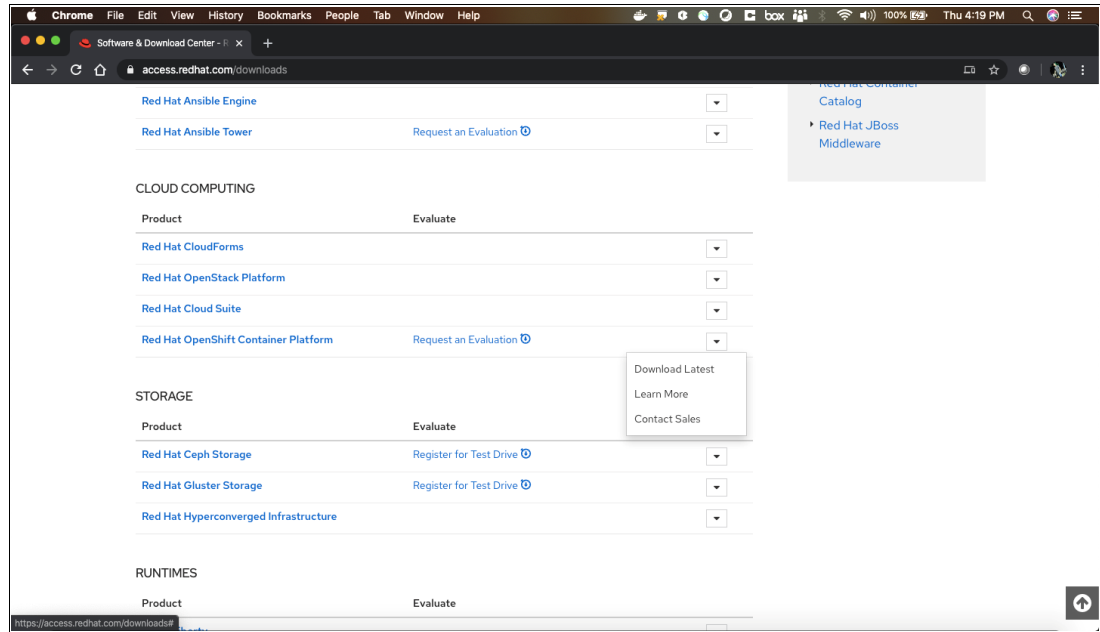 Chrome File Edit View History Bookmarks People Tab Window Help box 100% Thu 4:19 PM
Software & Download Center - R
access.redhat.com/downloads
Red Hat Ansible Engine
Red Hat Container
Catalog
Red Hat Ansible Tower Request an Evaluation
Red Hat JBoss
Middleware
CLOUD COMPUTING
Product Evaluate
Red Hat CloudForms
Red Hat OpenStack Platform
Red Hat Cloud Suite
Red Hat OpenShift Container Platform Request an Evaluation
Download Latest
Learn More
Contact Sales
STORAGE
Product Evaluate
Red Hat Ceph Storage Register for Test Drive
Red Hat Gluster Storage Register for Test Drive
Red Hat Hyperconverged Infrastructure
RUNTIMES
Product Evaluate
https://access.redhat.com/downloads#